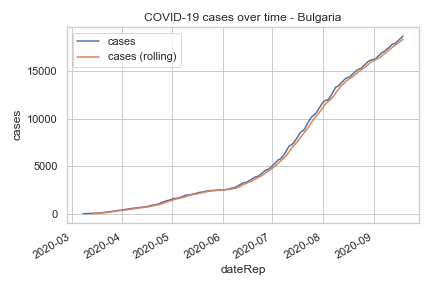 COVID-19 cases over time - Bulgaria
cases
cases (rolling)
15000
10000
5000
0
cases
2020-03
2020-04
2020-05
2020-06
2020-07
2020-08
2020-09
dateRep